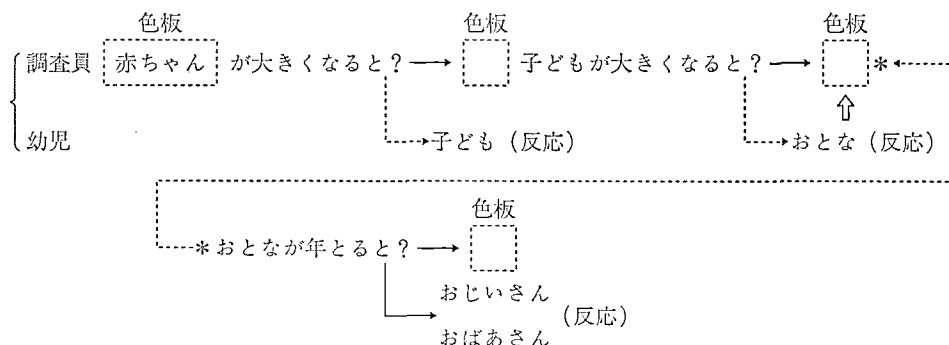 色板 色板 色板
調査員 赤ちゃん が大きくなると？ 子どもが大きくなると？ *
幼児 子ども（反応） おとな（反応）
色板
*おとなが年とると？
おじいさん
（反応）
おばあさん